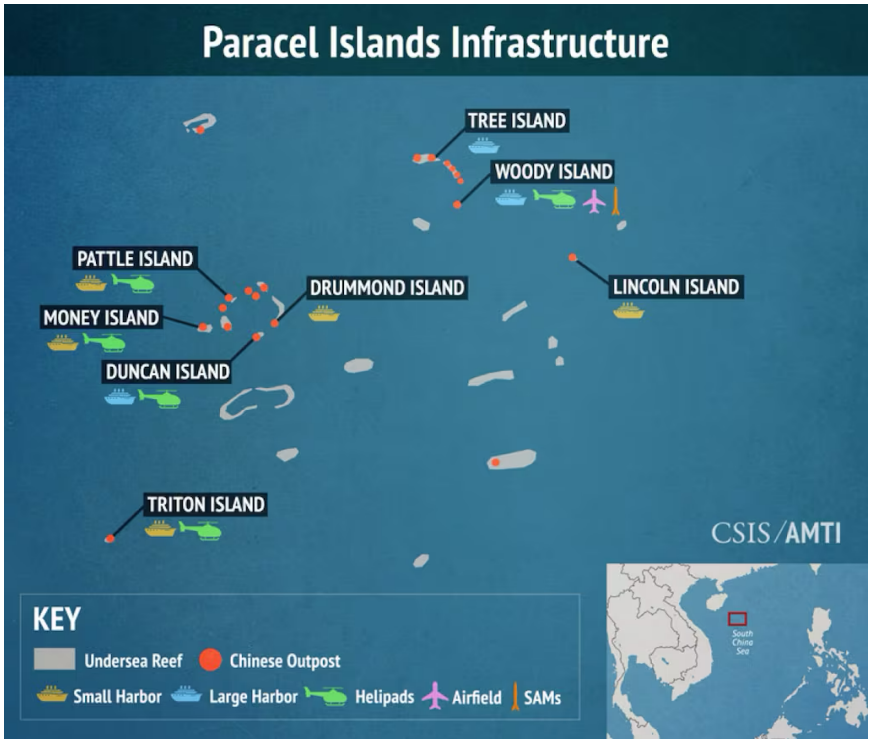 Paracel Islands Infrastructure
TREE ISLAND
WOODY ISLAND
PATTLE ISLAND
DRUMMOND ISLAND
LINCOLN ISLAND
MONEY ISLAND
DUNCAN ISLAND
TRITON ISLAND
CSIS/AMTI
KEY
Undersea Reef
Chinese Outpost
Small Harbor
Large Harbor
Helipads
Airfield
SAMs
South
China
Sea